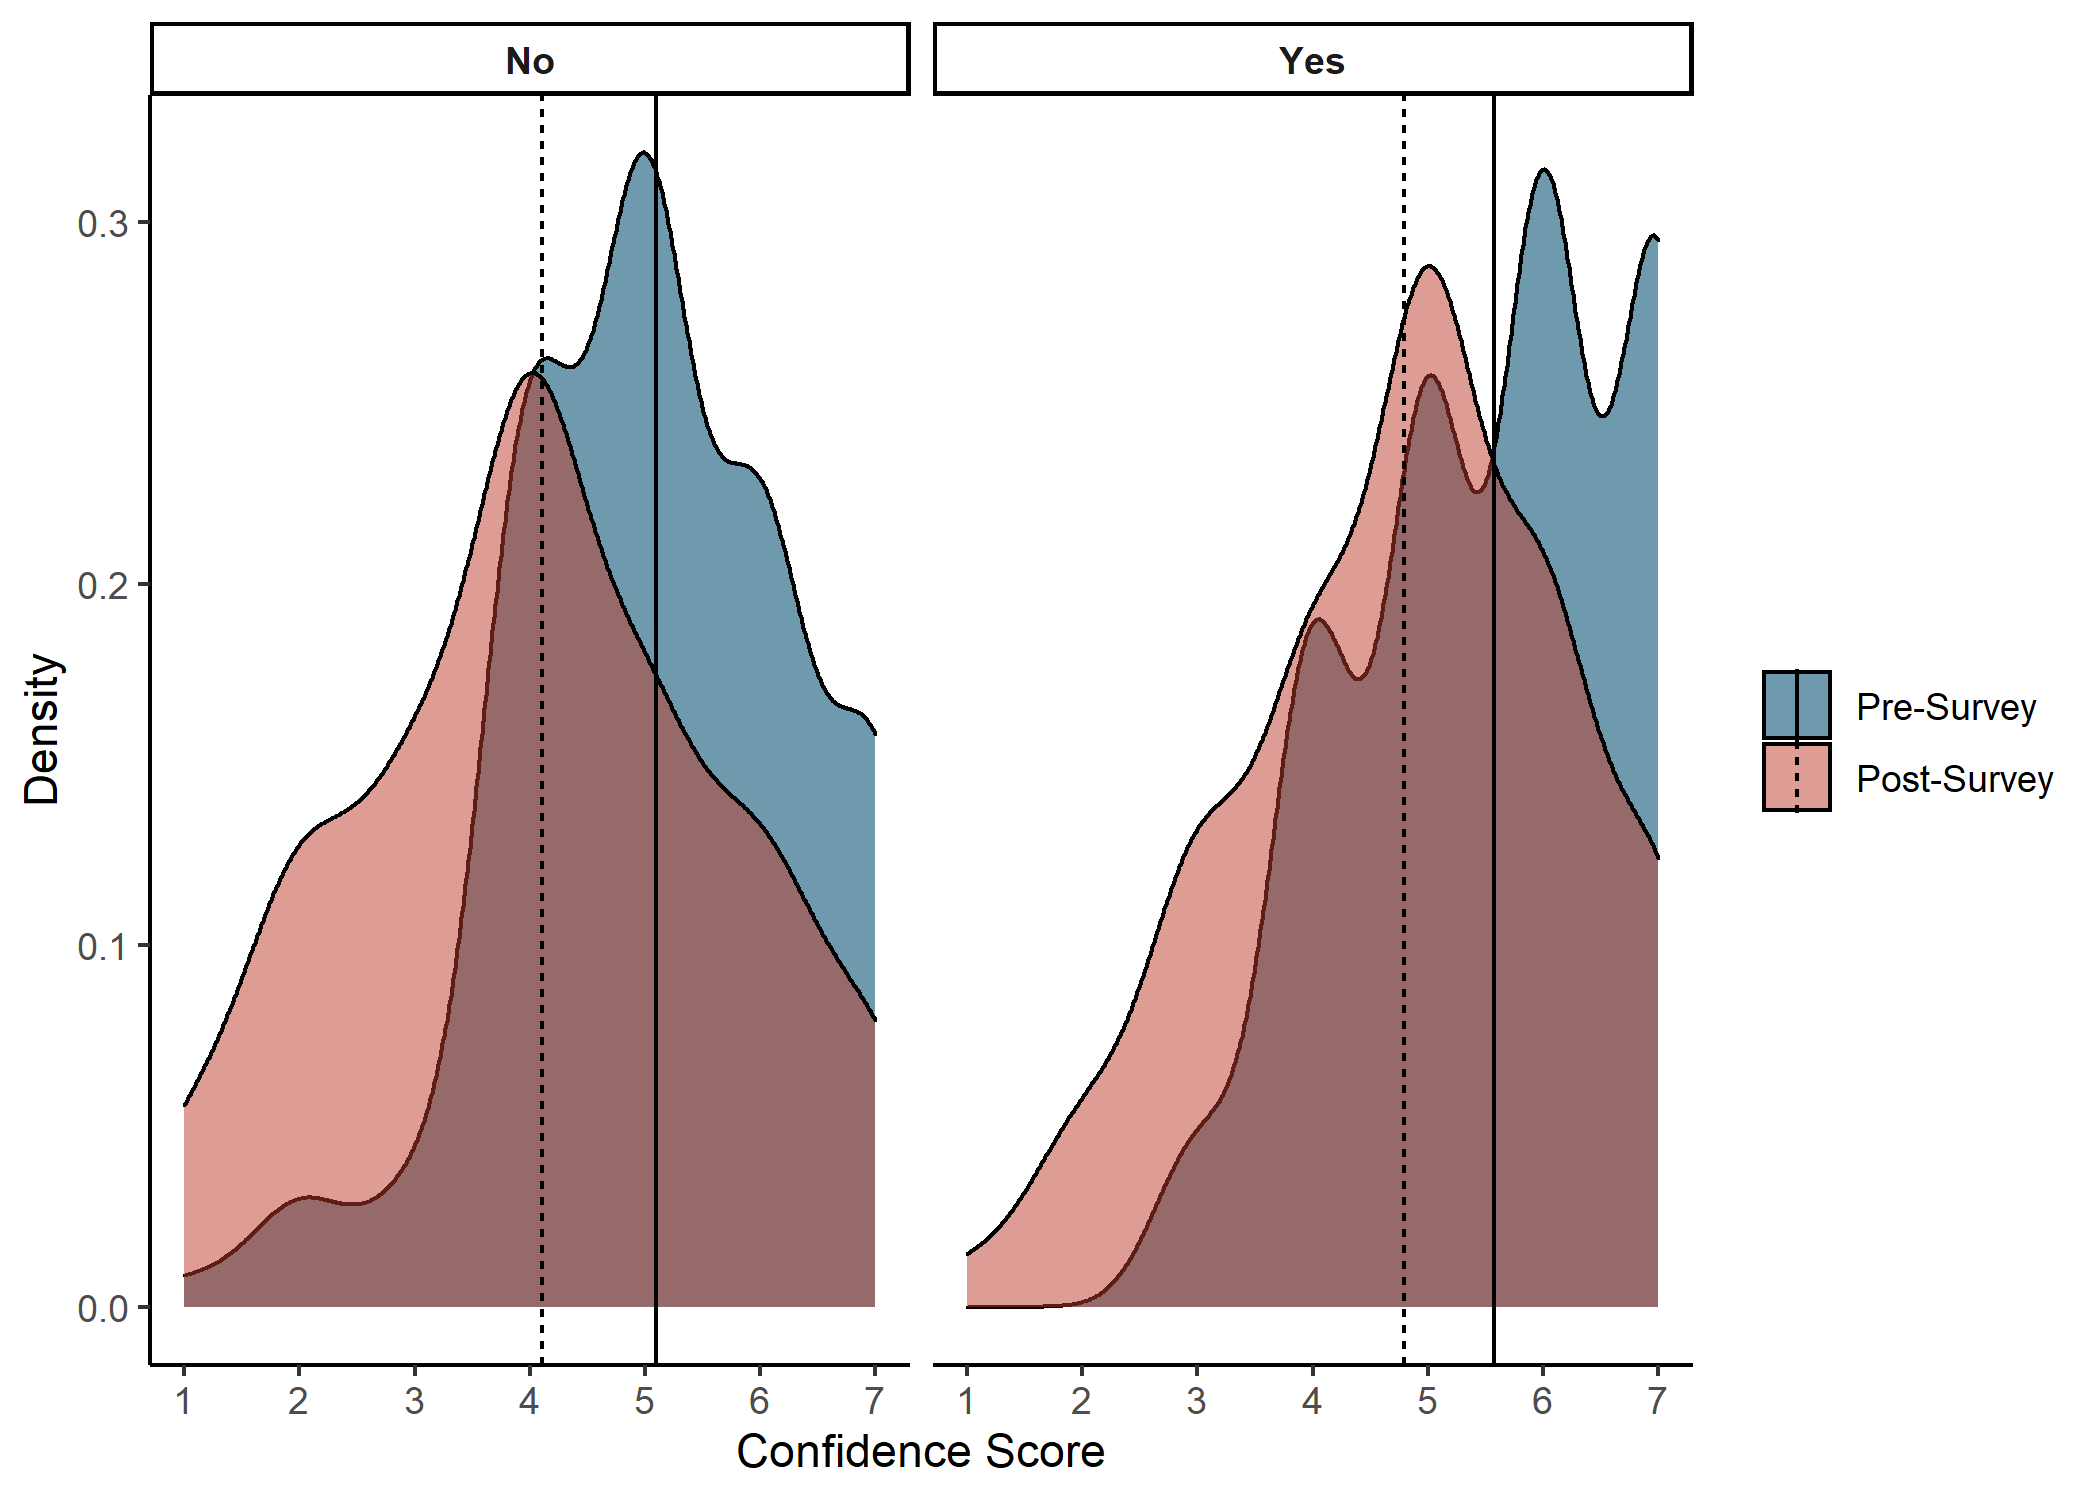 No
Yes
Density
0.3
0.2
0.1
0.0
1 2 3 4 5 6 7
1 2 3 4 5 6 7
Confidence Score
Pre-Survey
Post-Survey